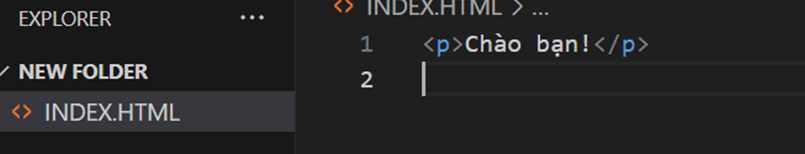 EXPLORER ...
NEW FOLDER
<> INDEX.HTML
<> INDEX.HTML > ...
1 <p>Chào bạn!</p>
2